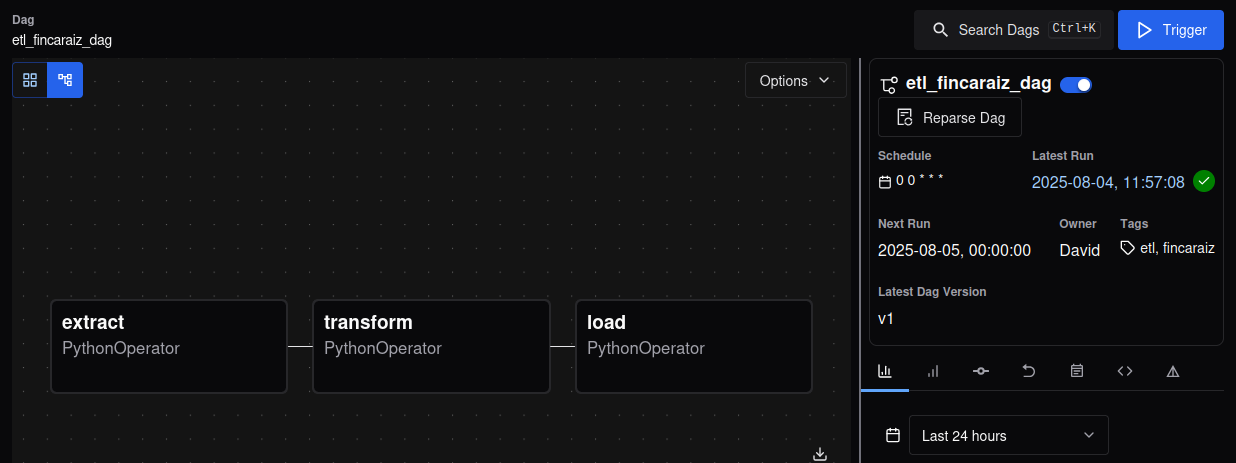 Dag
etl_fincaraiz_dag
Search Dags Ctrl+K
Trigger
Options
extract
PythonOperator
transform
PythonOperator
load
PythonOperator
etl_fincaraiz_dag
Reparse Dag
Schedule
Latest Run
0 0 * * *
2025-08-04, 11:57:08
Next Run
Owner
Tags
2025-08-05, 00:00:00
David
etl, fincaraiz
Latest Dag Version
v1
Last 24 hours